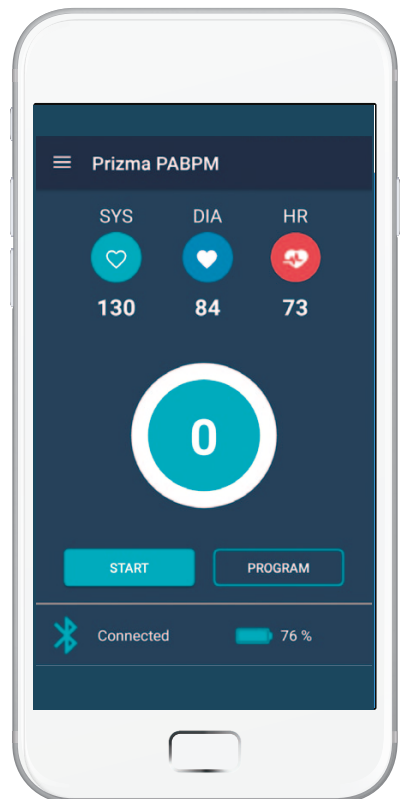 Prizma PABPM
SYS DIA HR
130 84 73
0
START PROGRAM
Connected 76 %